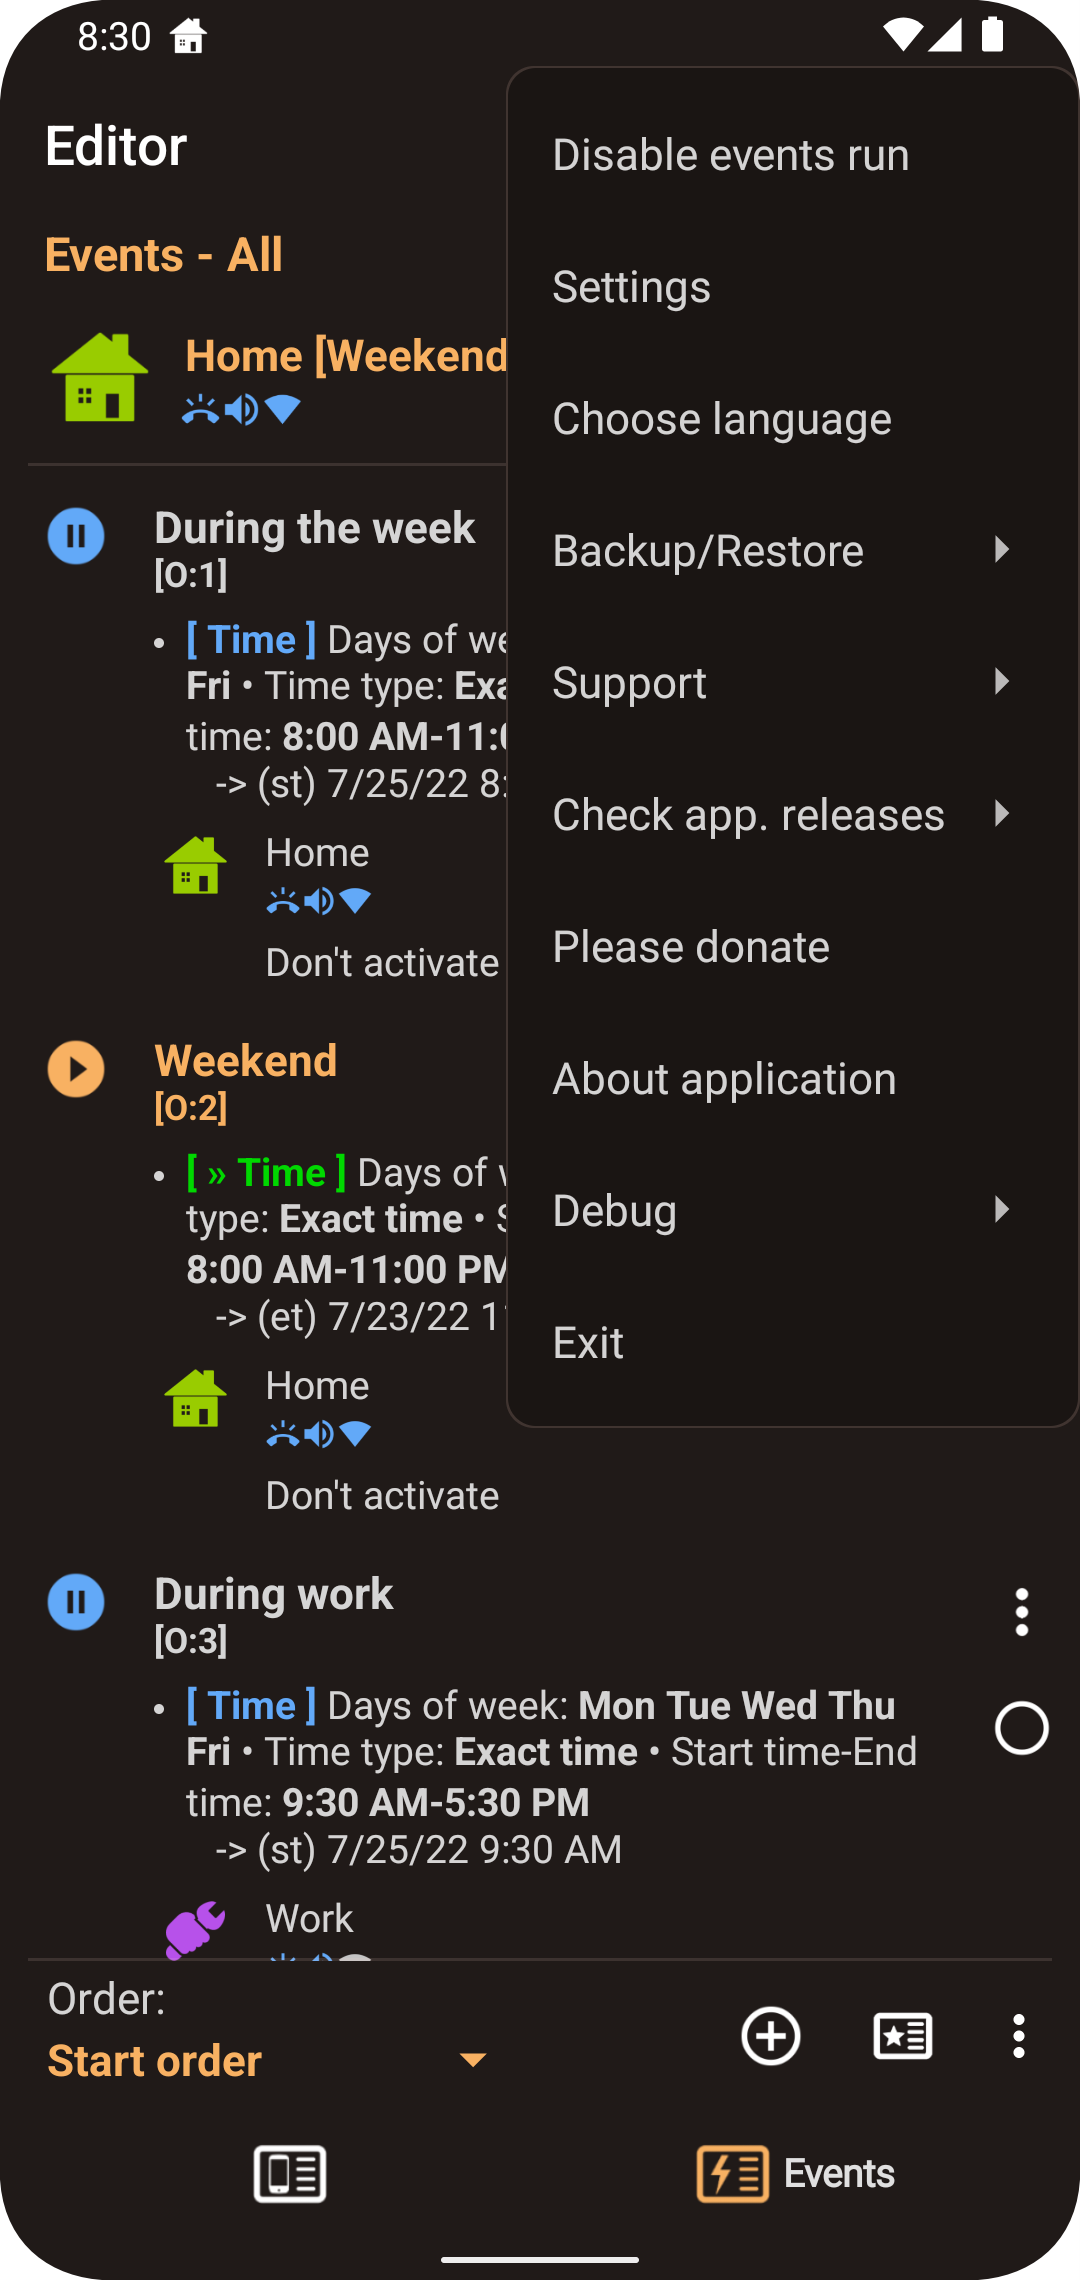 8:30
Editor
Events - All
Home [Weekend
During the week
[O:1]
• [ Time ] Days of we
Fri • Time type: Exa
time: 8:00 AM-11:0
-> (st) 7/25/22 8:
Home
Don't activate
Weekend
[O:2]
• [ » Time ] Days of w
type: Exact time • S
8:00 AM-11:00 PM
-> (et) 7/23/22 1
Home
Don't activate
During work
[O:3]
• [ Time ] Days of week: Mon Tue Wed Thu
Fri • Time type: Exact time • Start time-End
time: 9:30 AM-5:30 PM
-> (st) 7/25/22 9:30 AM
Work
Disable events run
Settings
Choose language
Backup/Restore
Support
Check app. releases
Please donate
About application
Debug
Exit
Order:
Start order
Events